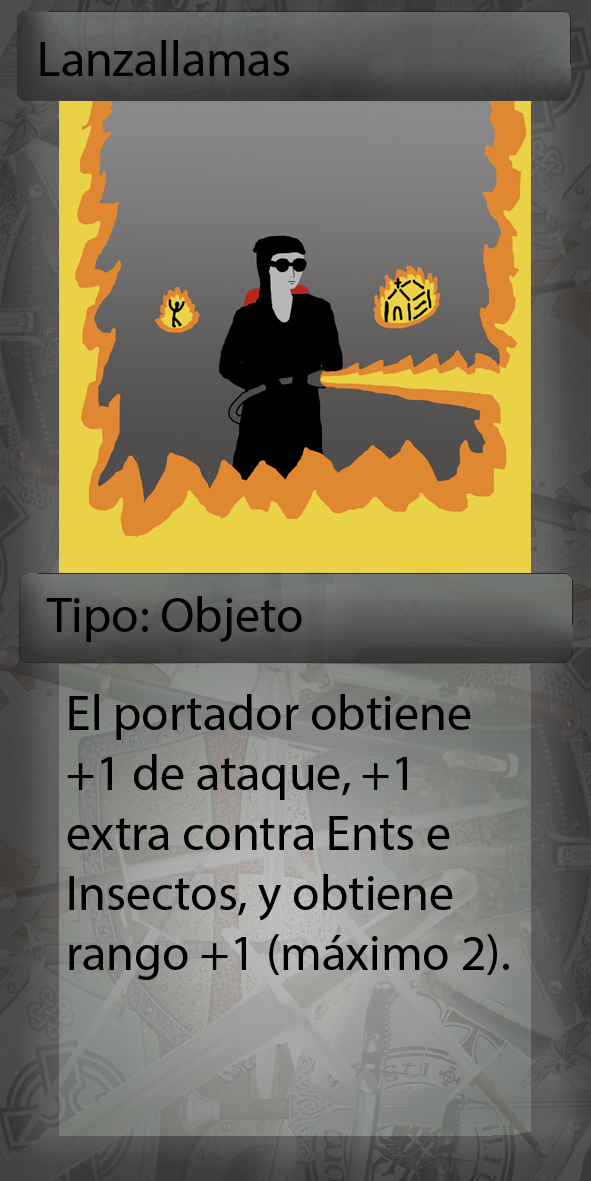 Lanzallamas
Tipo: Objeto
El portador obtiene
+1 de ataque, +1
extra contra Ents e
Insectos, y obtiene
rango +1 (máximo 2).